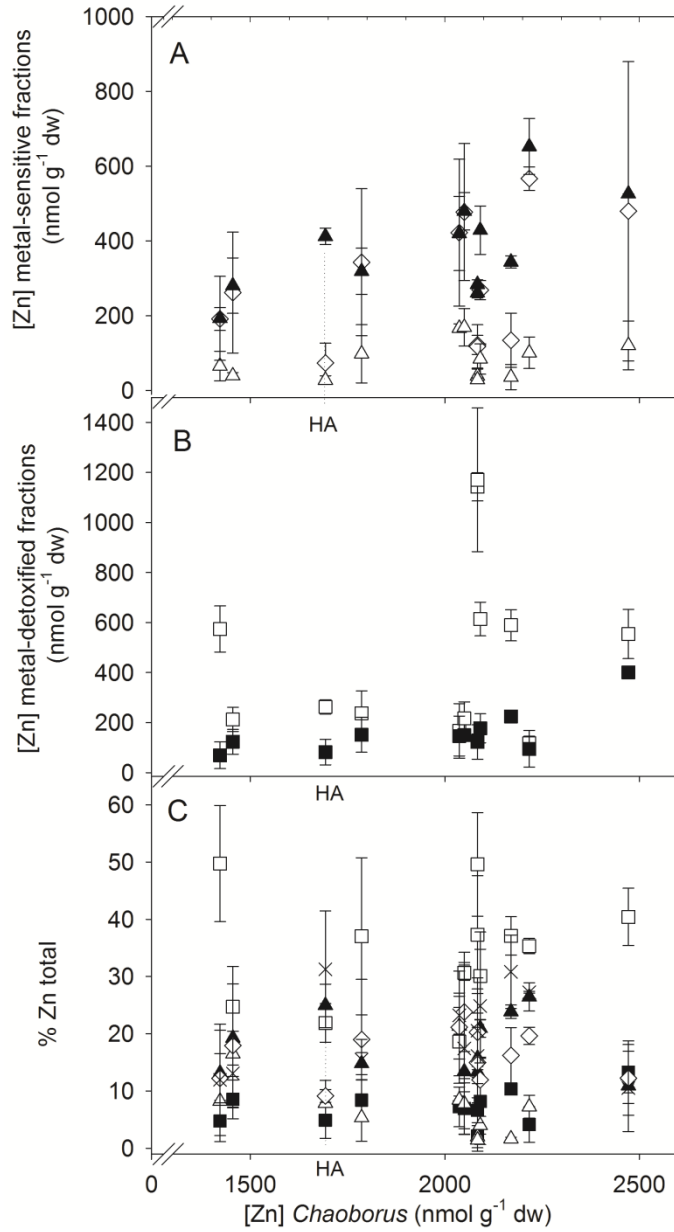 1000
A
800
600
400
200
0
[Zn] metal-sensitive fractions
(nmol g⁻¹ dw)
HA
B
1400
1200
1000
800
600
400
200
0
[Zn] metal-detoxified fractions
(nmol g⁻¹ dw)
HA
C
60
50
40
30
20
10
0
% Zn total
HA
0 1500 2000 2500
[Zn] Chaoborus (nmol g⁻¹ dw)